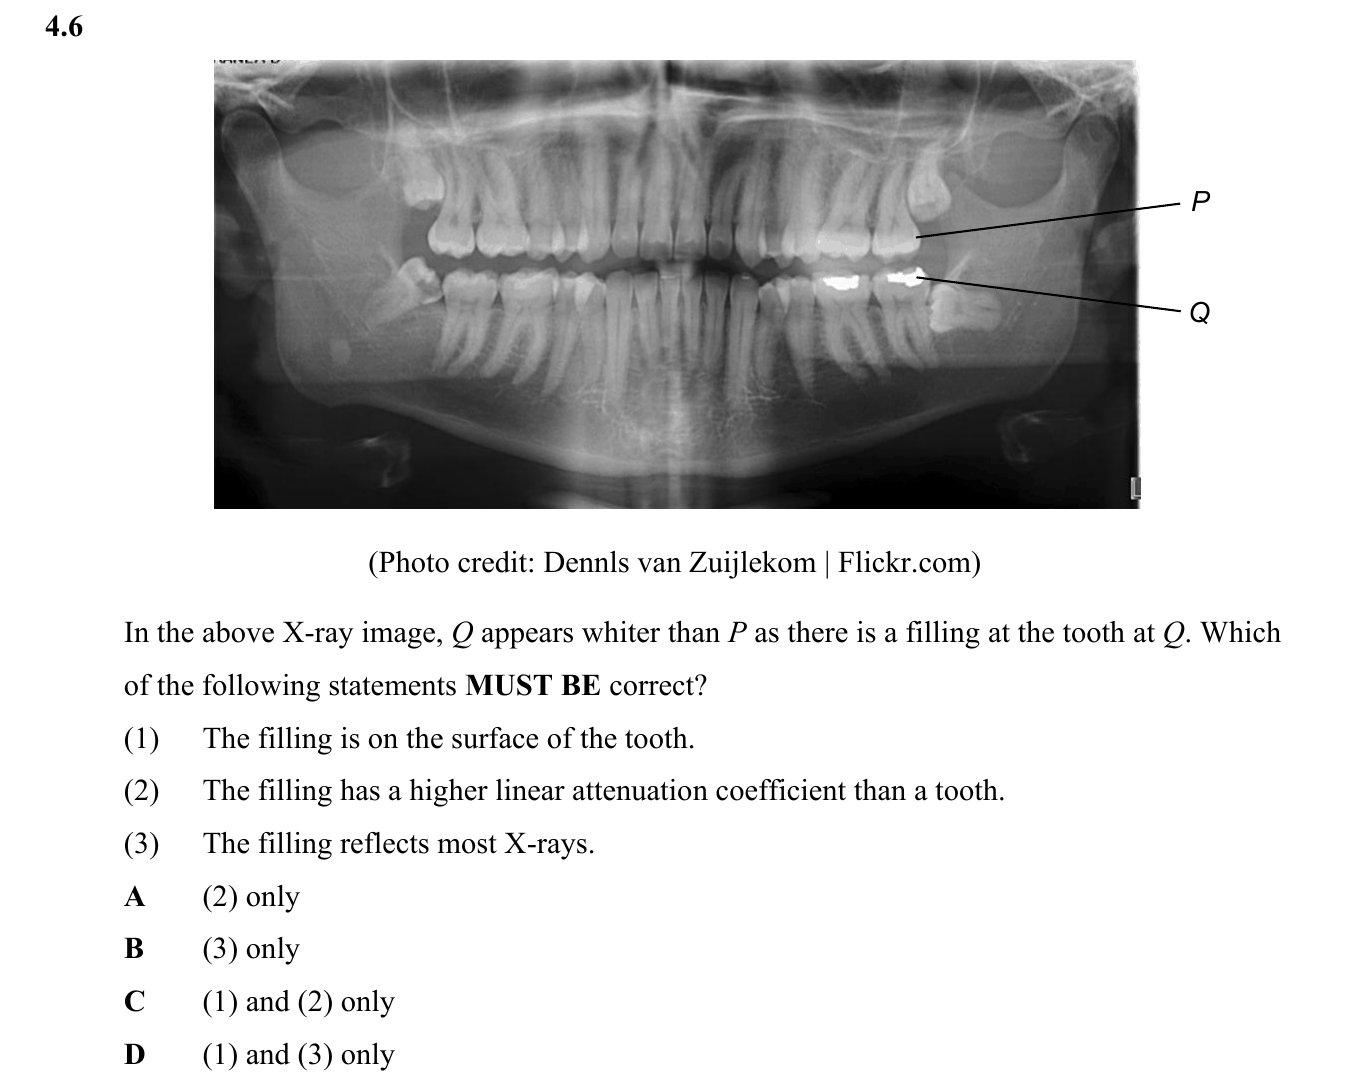 4.6
P
Q
L
(Photo credit: Dennls van Zuijlekom | Flickr.com)
In the above X-ray image, Q appears whiter than P as there is a filling at the tooth at Q. Which
of the following statements MUST BE correct?
(1) The filling is on the surface of the tooth.
(2) The filling has a higher linear attenuation coefficient than a tooth.
(3) The filling reflects most X-rays.
A (2) only
B (3) only
C (1) and (2) only
D (1) and (3) only